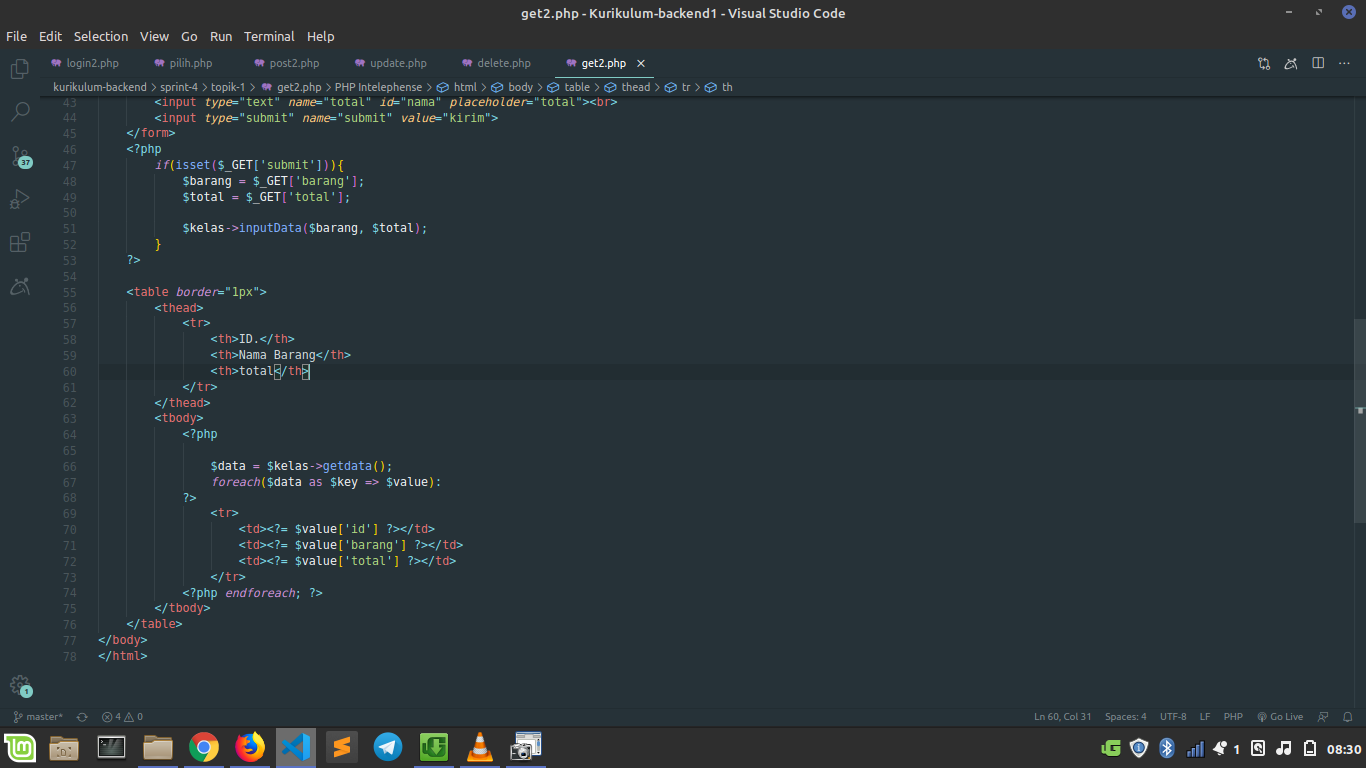 get2.php - Kurikulum-backend1 - Visual Studio Code
File Edit Selection View Go Run Terminal Help
login2.php pilih.php post2.php update.php delete.php get2.php
kurikulum-backend > sprint-4 > topik-1 > get2.php > PHP Intelephense > html > body > table > thead > tr > th
43 <input type="text" name="total" id="nama" placeholder="total"><br>
44 <input type="submit" name="submit" value="kirim">
45 </form>
46 <?php
47 if(isset($_GET['submit'])){
48 $barang = $_GET['barang'];
49 $total = $_GET['total'];
50
51 $kelas->inputData($barang, $total);
52 }
53 ?>
54
55 <table border="1px">
56 <thead>
57 <tr>
58 <th>ID.</th>
59 <th>Nama Barang</th>
60 <th>total</th>
61 </tr>
62 </thead>
63 <tbody>
64 <?php
65
66 $data = $kelas->getdata();
67 foreach($data as $key => $value):
68 ?>
69 <tr>
70 <td><?= $value['id'] ?></td>
71 <td><?= $value['barang'] ?></td>
72 <td><?= $value['total'] ?></td>
73 </tr>
74 <?php endforeach; ?>
75 </tbody>
76 </table>
77 </body>
78 </html>
37
1
master* 4 0 Ln 60, Col 31 Spaces: 4 UTF-8 LF PHP Go Live
1 08:30